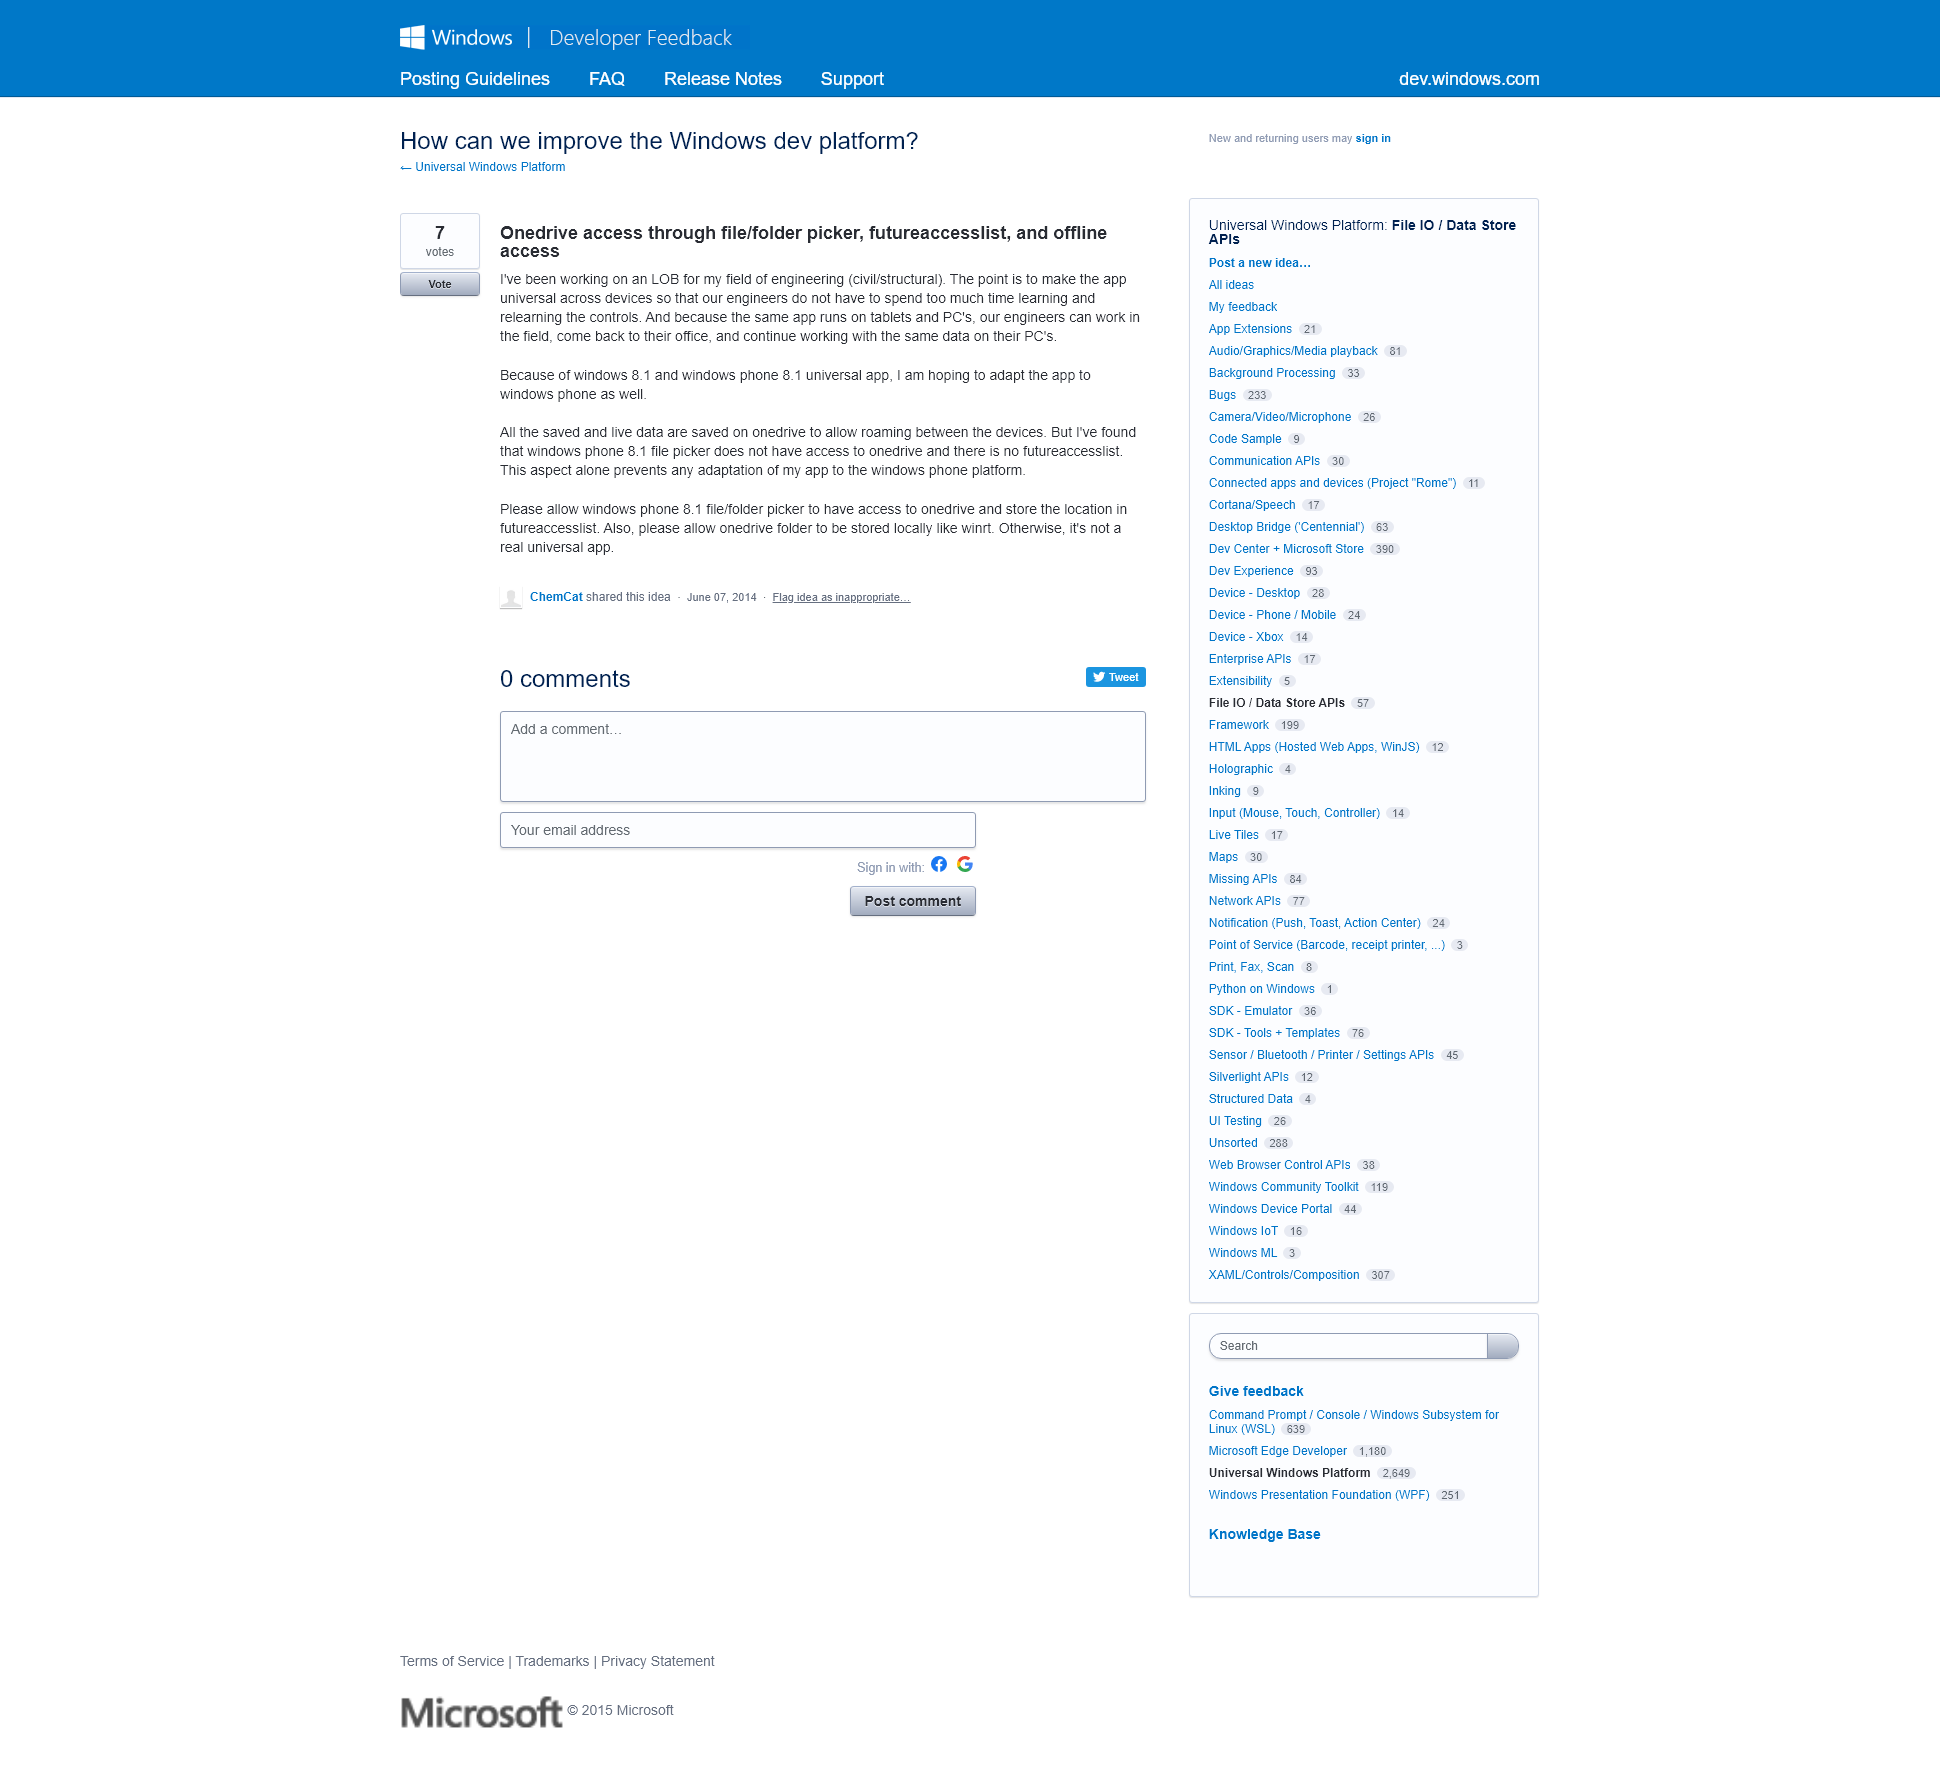 Windows | Developer Feedback
Posting Guidelines FAQ Release Notes Support dev.windows.com
How can we improve the Windows dev platform?
← Universal Windows Platform
New and returning users may sign in
7
votes
Vote
Onedrive access through file/folder picker, futureaccesslist, and offline
access
I've been working on an LOB for my field of engineering (civil/structural). The point is to make the app
universal across devices so that our engineers do not have to spend too much time learning and
relearning the controls. And because the same app runs on tablets and PC's, our engineers can work in
the field, come back to their office, and continue working with the same data on their PC's.
Because of windows 8.1 and windows phone 8.1 universal app, I am hoping to adapt the app to
windows phone as well.
All the saved and live data are saved on onedrive to allow roaming between the devices. But I've found
that windows phone 8.1 file picker does not have access to onedrive and there is no futureaccesslist.
This aspect alone prevents any adaptation of my app to the windows phone platform.
Please allow windows phone 8.1 file/folder picker to have access to onedrive and store the location in
futureaccesslist. Also, please allow onedrive folder to be stored locally like winrt. Otherwise, it's not a
real universal app.
ChemCat shared this idea · June 07, 2014 · Flag idea as inappropriate…
0 comments
Tweet
Add a comment…
Your email address
Sign in with:
Post comment
Universal Windows Platform: File IO / Data Store
APIs
Post a new idea…
All ideas
My feedback
App Extensions 21
Audio/Graphics/Media playback 81
Background Processing 33
Bugs 233
Camera/Video/Microphone 26
Code Sample 9
Communication APIs 30
Connected apps and devices (Project "Rome") 11
Cortana/Speech 17
Desktop Bridge ('Centennial') 63
Dev Center + Microsoft Store 390
Dev Experience 93
Device - Desktop 28
Device - Phone / Mobile 24
Device - Xbox 14
Enterprise APIs 17
Extensibility 5
File IO / Data Store APIs 57
Framework 199
HTML Apps (Hosted Web Apps, WinJS) 12
Holographic 4
Inking 9
Input (Mouse, Touch, Controller) 14
Live Tiles 17
Maps 30
Missing APIs 84
Network APIs 77
Notification (Push, Toast, Action Center) 24
Point of Service (Barcode, receipt printer, ...) 3
Print, Fax, Scan 8
Python on Windows 1
SDK - Emulator 36
SDK - Tools + Templates 76
Sensor / Bluetooth / Printer / Settings APIs 45
Silverlight APIs 12
Structured Data 4
UI Testing 26
Unsorted 288
Web Browser Control APIs 38
Windows Community Toolkit 119
Windows Device Portal 44
Windows IoT 16
Windows ML 3
XAML/Controls/Composition 307
Search
Give feedback
Command Prompt / Console / Windows Subsystem for
Linux (WSL) 639
Microsoft Edge Developer 1,180
Universal Windows Platform 2,649
Windows Presentation Foundation (WPF) 251
Knowledge Base
Terms of Service | Trademarks | Privacy Statement
Microsoft © 2015 Microsoft